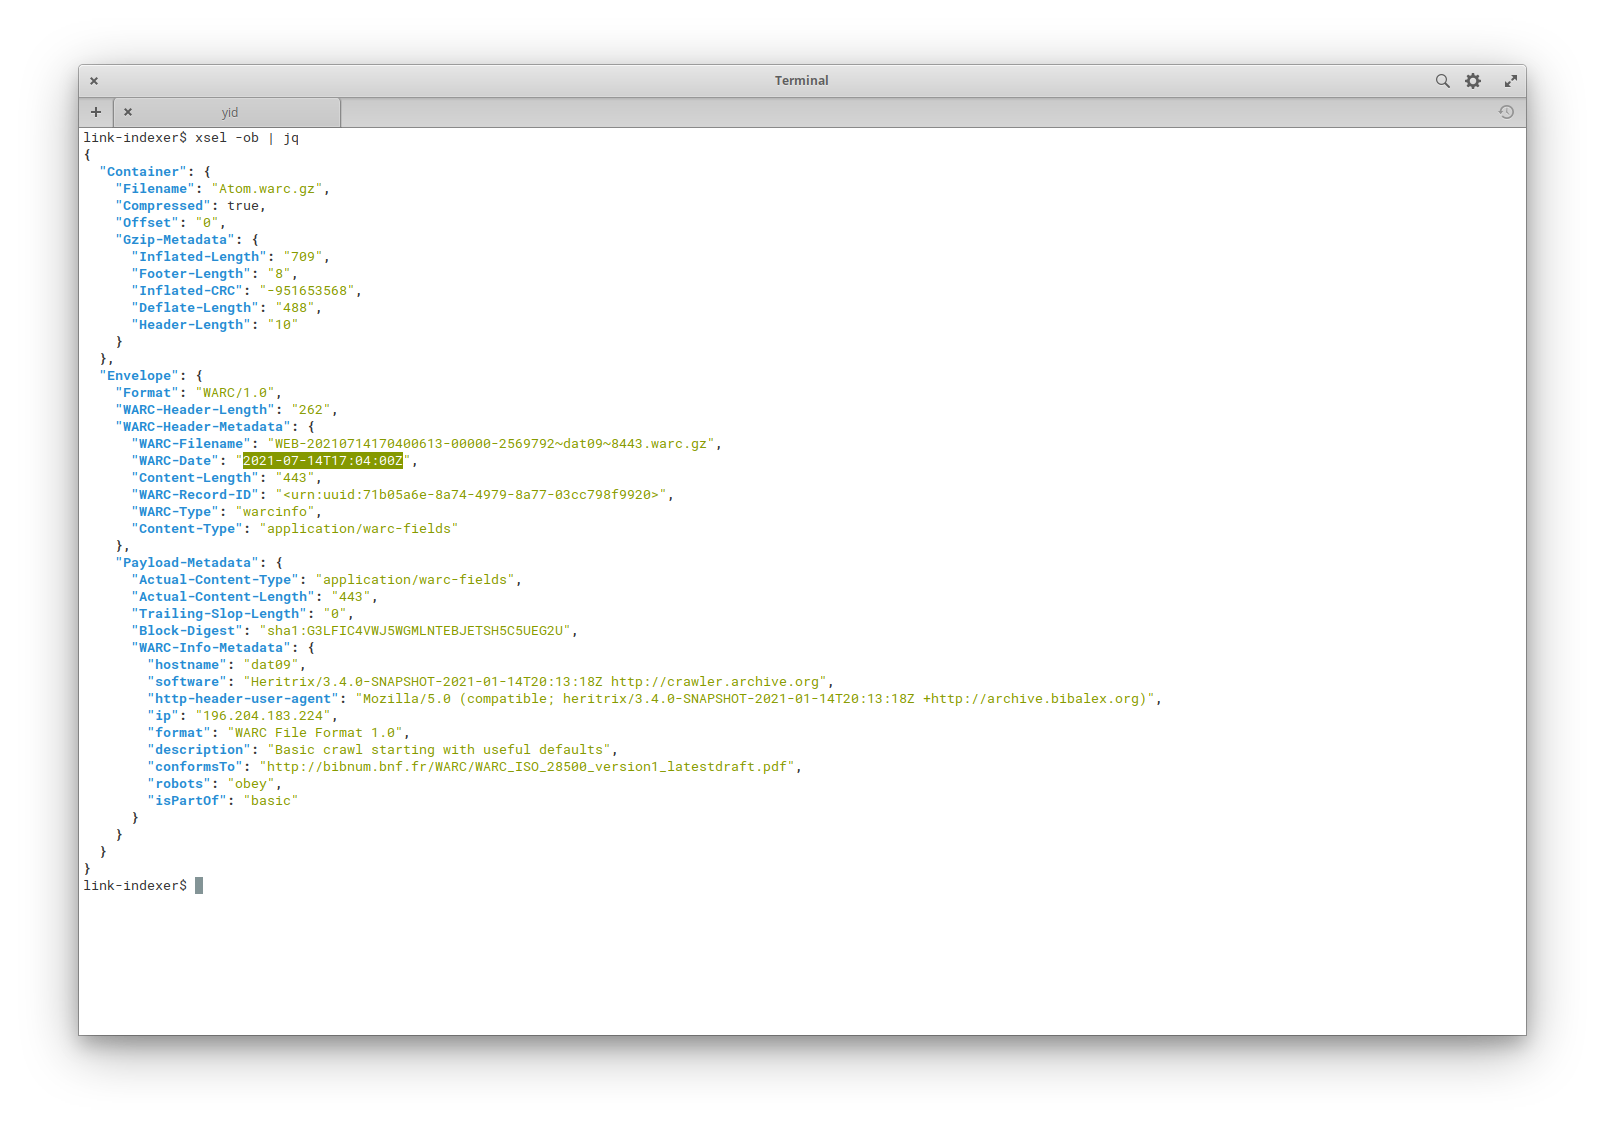 Terminal
yid
link-indexer$ xsel -ob | jq
{
  "Container": {
    "Filename": "Atom.warc.gz",
    "Compressed": true,
    "Offset": "0",
    "Gzip-Metadata": {
      "Inflated-Length": "709",
      "Footer-Length": "8",
      "Inflated-CRC": "-951653568",
      "Deflate-Length": "488",
      "Header-Length": "10"
    }
  },
  "Envelope": {
    "Format": "WARC/1.0",
    "WARC-Header-Length": "262",
    "WARC-Header-Metadata": {
      "WARC-Filename": "WEB-20210714170400613-00000-2569792~dat09~8443.warc.gz",
      "WARC-Date": "2021-07-14T17:04:00Z",
      "Content-Length": "443",
      "WARC-Record-ID": "<urn:uuid:71b05a6e-8a74-4979-8a77-03cc798f9920>",
      "WARC-Type": "warcinfo",
      "Content-Type": "application/warc-fields"
    },
    "Payload-Metadata": {
      "Actual-Content-Type": "application/warc-fields",
      "Actual-Content-Length": "443",
      "Trailing-Slop-Length": "0",
      "Block-Digest": "sha1:G3LFIC4VWJ5WGMLNTEBJETSH5C5UEG2U",
      "WARC-Info-Metadata": {
        "hostname": "dat09",
        "software": "Heritrix/3.4.0-SNAPSHOT-2021-01-14T20:13:18Z http://crawler.archive.org",
        "http-header-user-agent": "Mozilla/5.0 (compatible; heritrix/3.4.0-SNAPSHOT-2021-01-14T20:13:18Z +http://archive.bibalex.org)",
        "ip": "196.204.183.224",
        "format": "WARC File Format 1.0",
        "description": "Basic crawl starting with useful defaults",
        "conformsTo": "http://bibnum.bnf.fr/WARC/WARC_ISO_28500_version1_latestdraft.pdf",
        "robots": "obey",
        "isPartOf": "basic"
      }
    }
  }
}
link-indexer$